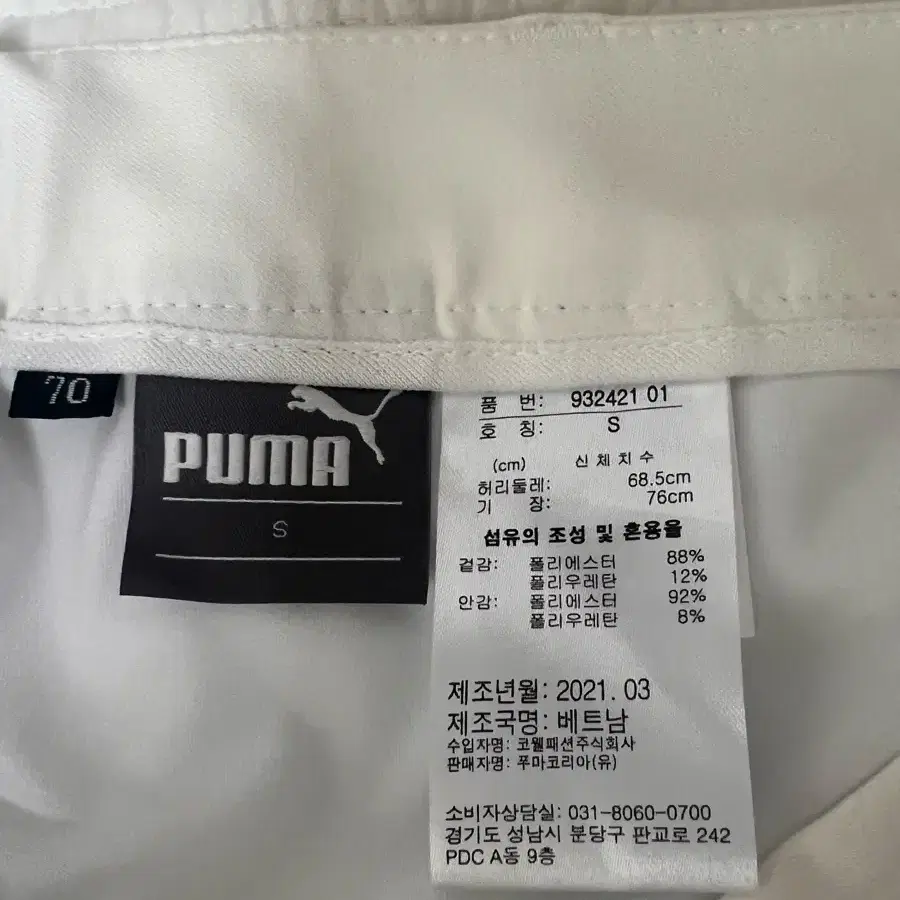 70
PUMA
S
품 번: 932421 01
호 칭: S
(cm) 신체치수
허리둘레: 68.5cm
기 장: 76cm
섬유의 조성 및 혼용율
겉감: 폴리에스터 88%
폴리우레탄 12%
안감: 폴리에스터 92%
폴리우레탄 8%
제조년월: 2021. 03
제조국명: 베트남
수입자명: 코웰패션주식회사
판매자명: 푸마코리아(유)
소비자상담실: 031-8060-0700
경기도 성남시 분당구 판교로 242
PDC A동 9층